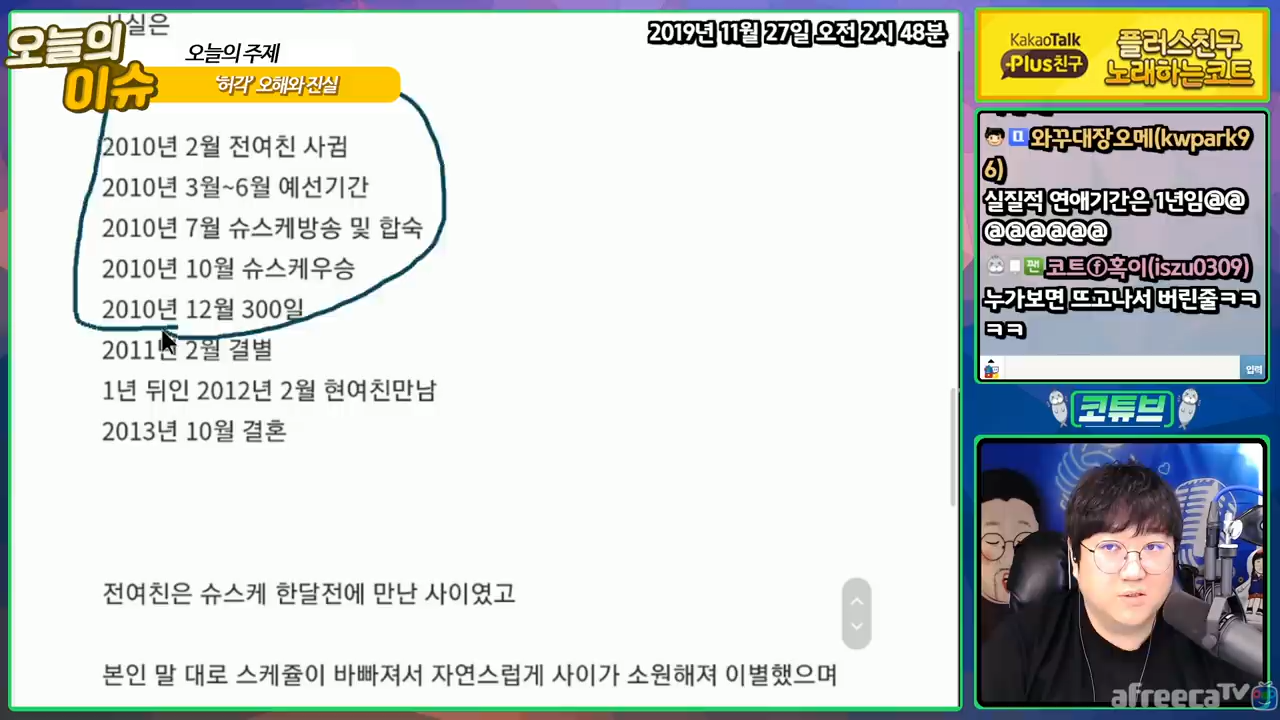 실은
오늘의
이슈
오늘의 주제
'허각' 오해와 진실
2019년 11월 27일 오전 2시 48분
2010년 2월 전여친 사귐
2010년 3월~6월 예선기간
2010년 7월 슈스케방송 및 합숙
2010년 10월 슈스케우승
2010년 12월 300일
2011년 2월 결별
1년 뒤인 2012년 2월 현여친만남
2013년 10월 결혼
전여친은 슈스케 한달전에 만난 사이였고
본인 말 대로 스케쥴이 바빠져서 자연스럽게 사이가 소원해져 이별했으며
KakaoTalk
Plus친구
플러스친구
노래하는코트
와꾸대장오메(kwpark9
6)
실질적 연애기간은 1년임@@
@@@@@@
팬 코트ⓕ혹이(iszu0309)
누가보면 뜨고나서 버린줄ㅋㅋ
ㅋㅋ
입력
코튜브
afreecaTV